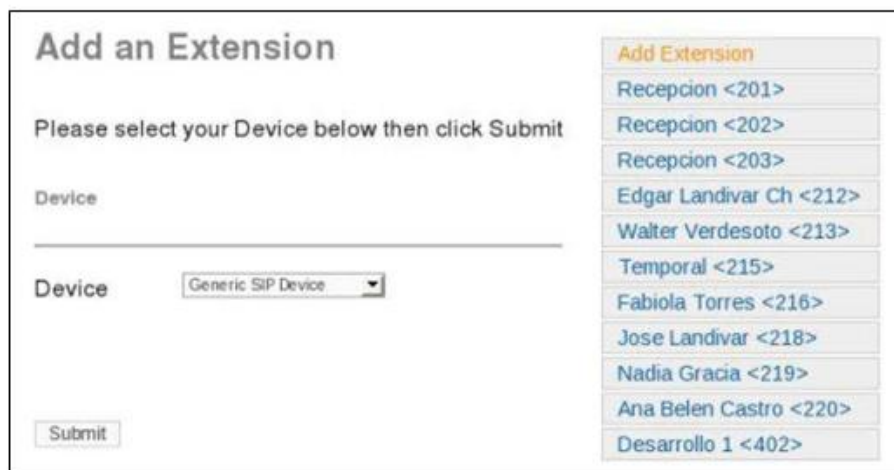 Add an Extension
Please select your Device below then click Submit
Device
Device
Generic SIP Device
Submit
Add Extension
Recepcion <201>
Recepcion <202>
Recepcion <203>
Edgar Landivar Ch <212>
Walter Verdesoto <213>
Temporal <215>
Fabiola Torres <216>
Jose Landivar <218>
Nadia Gracia <219>
Ana Belen Castro <220>
Desarrollo 1 <402>